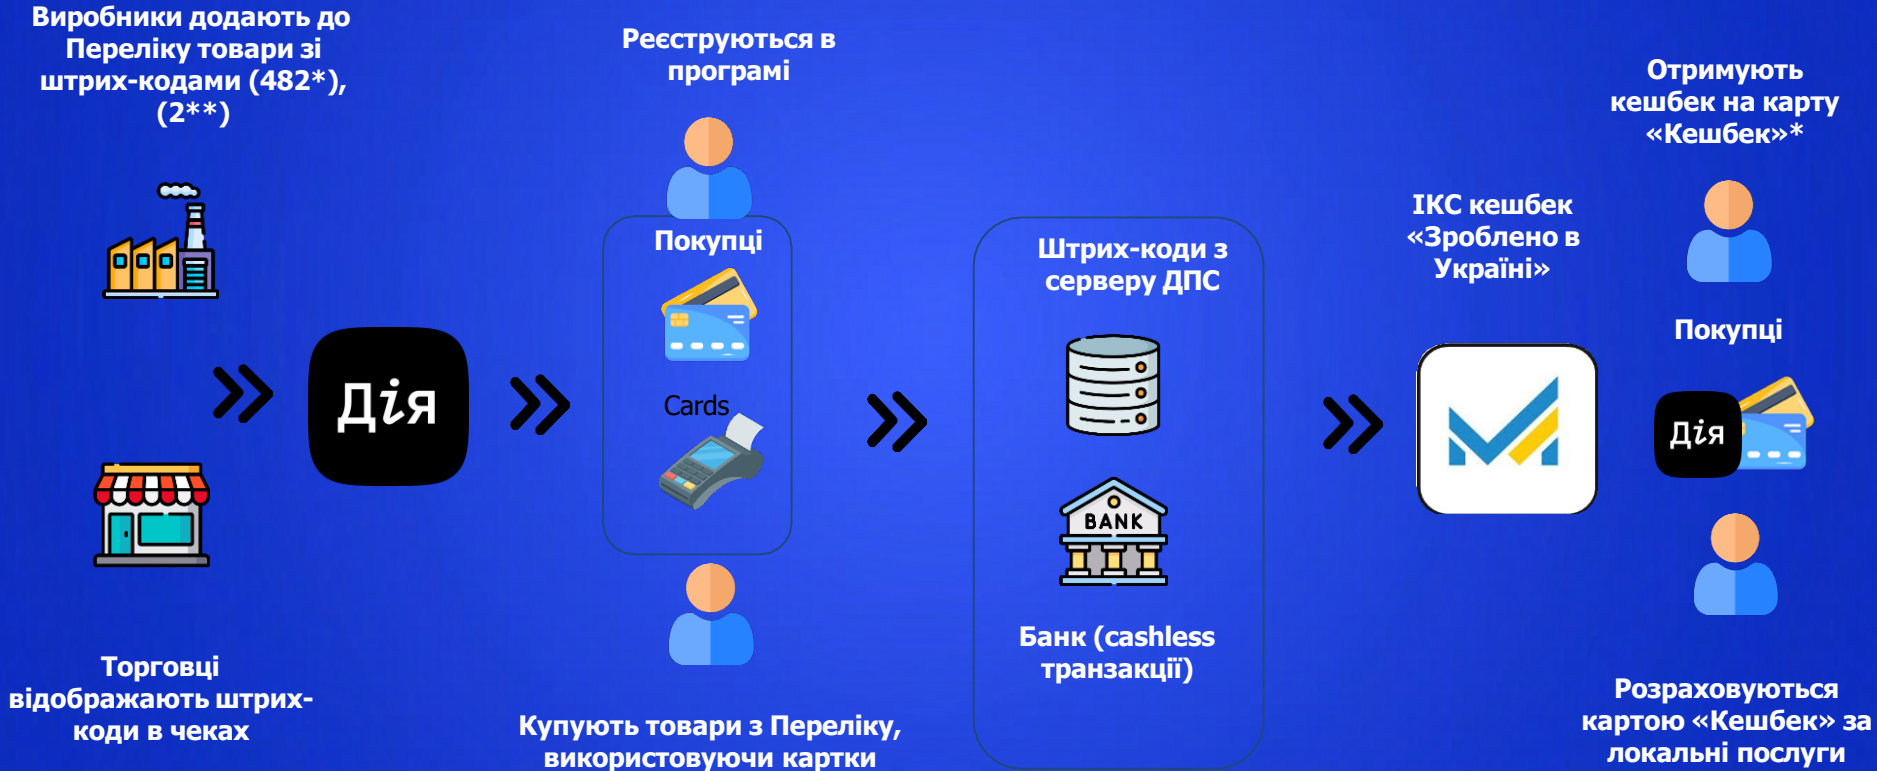 Виробники додають до
Переліку товари зі
штрих-кодами (482*),
(2**)
Торговці
відображають штрих-
коди в чеках
Дія
Реєструються в
програмі
Покупці
Cards
Купують товари з Переліку,
використовуючи картки
Штрих-коди з
серверу ДПС
BANK
Банк (cashless
транзакції)
ІКС кешбек
«Зроблено в
Україні»
Отримують
кешбек на карту
«Кешбек»*
Покупці
Дія
Розраховуються
картою «Кешбек» за
локальні послуги